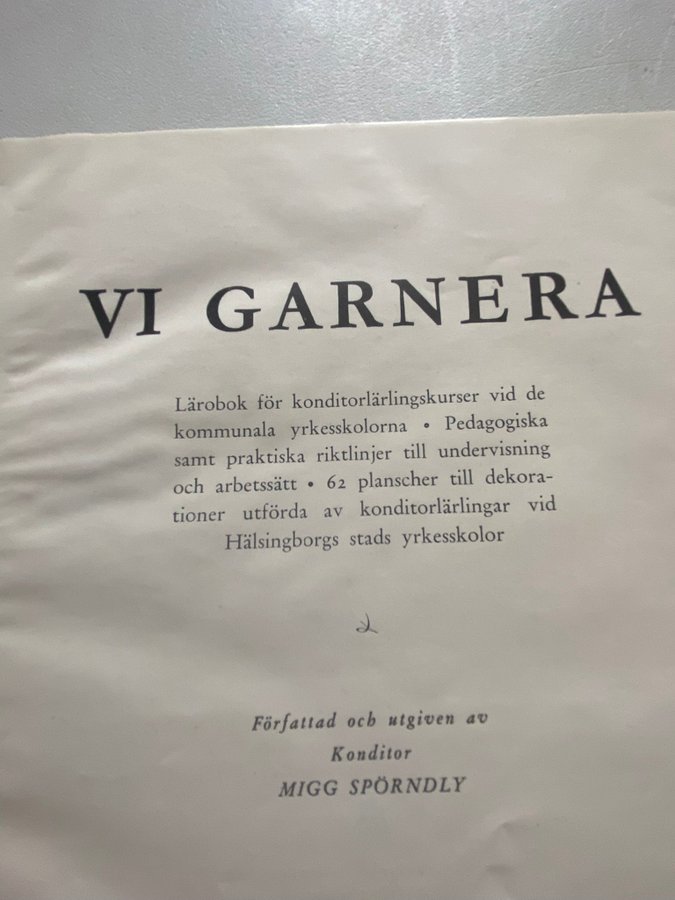 VI GARNERA
Lärobok för konditorlärlingskurser vid de
kommunala yrkesskolorna • Pedagogiska
samt praktiska riktlinjer till undervisning
och arbetssätt • 62 planscher till dekora-
tioner utförda av konditorlärlingar vid
Hälsingborgs stads yrkesskolor
Författad och utgiven av
Konditor
MIGG SPÖRNDLY